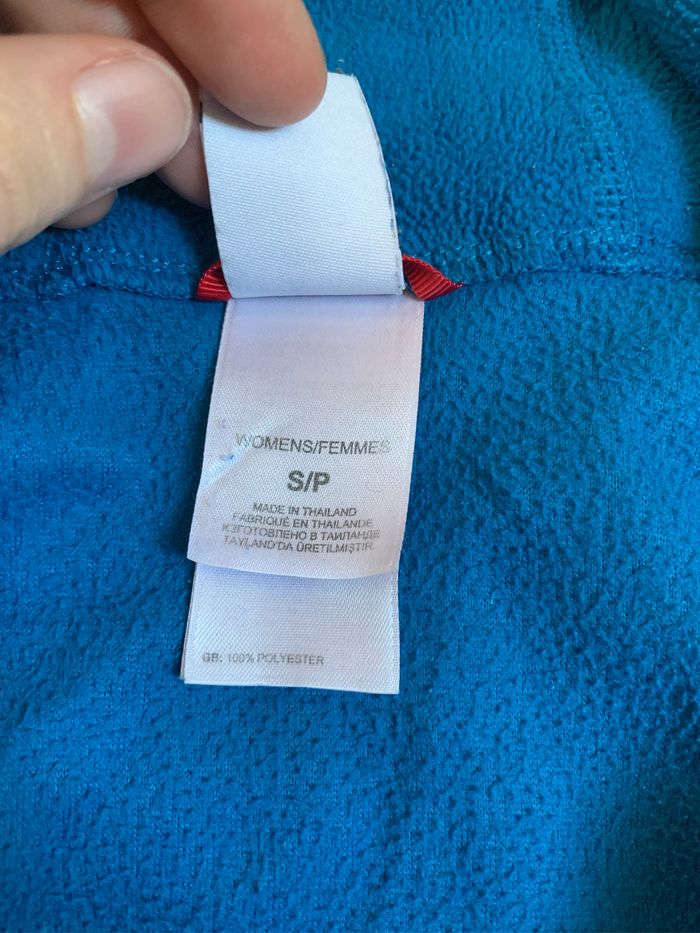 WOMENS/FEMMES
S/P
MADE IN THAILAND
FABRIQUÉ EN THAILANDE
ИЗГОТОВЛЕНО В ТАИЛАНДЕ
TAYLAND'DA ÜRETILMIŞTIR
GB: 100% POLYESTER